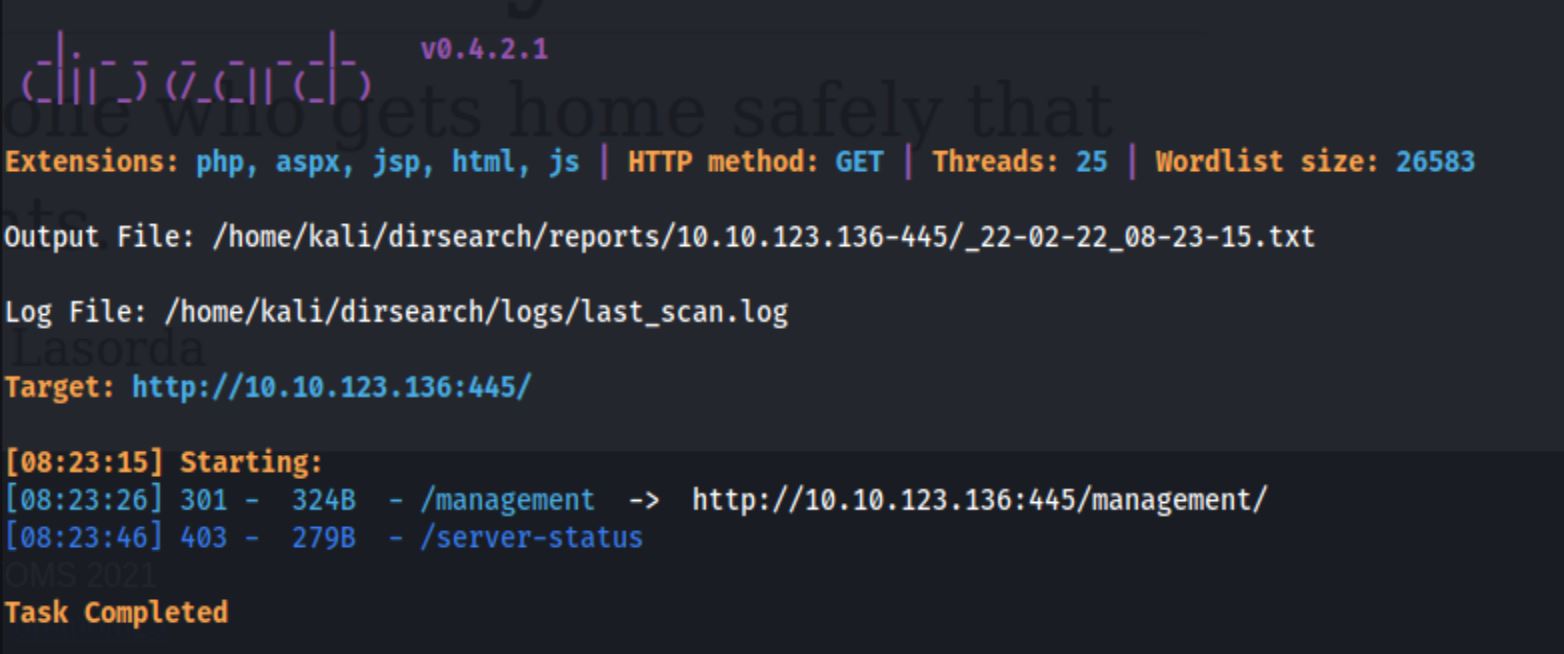 v0.4.2.1
one who gets home safely that
Extensions: php, aspx, jsp, html, js | HTTP method: GET | Threads: 25 | Wordlist size: 26583
Output File: /home/kali/dirsearch/reports/10.10.123.136-445/_22-02-22_08-23-15.txt
Log File: /home/kali/dirsearch/logs/last_scan.log
Lasorda
Target: http://10.10.123.136:445/
[08:23:15] Starting:
[08:23:26] 301 -  324B  - /management  ->  http://10.10.123.136:445/management/
[08:23:46] 403 -  279B  - /server-status
OMS 2021
Task Completed